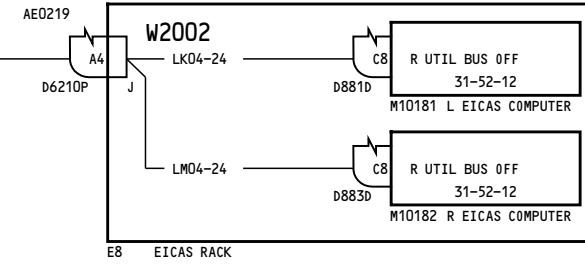 AE0219
W2002
A4
LK04-24
C8
R UTIL BUS OFF
31-52-12
D6210P
J
D881D
M10181 L EICAS COMPUTER
LM04-24
C8
R UTIL BUS OFF
31-52-12
D883D
M10182 R EICAS COMPUTER
E8
EICAS RACK